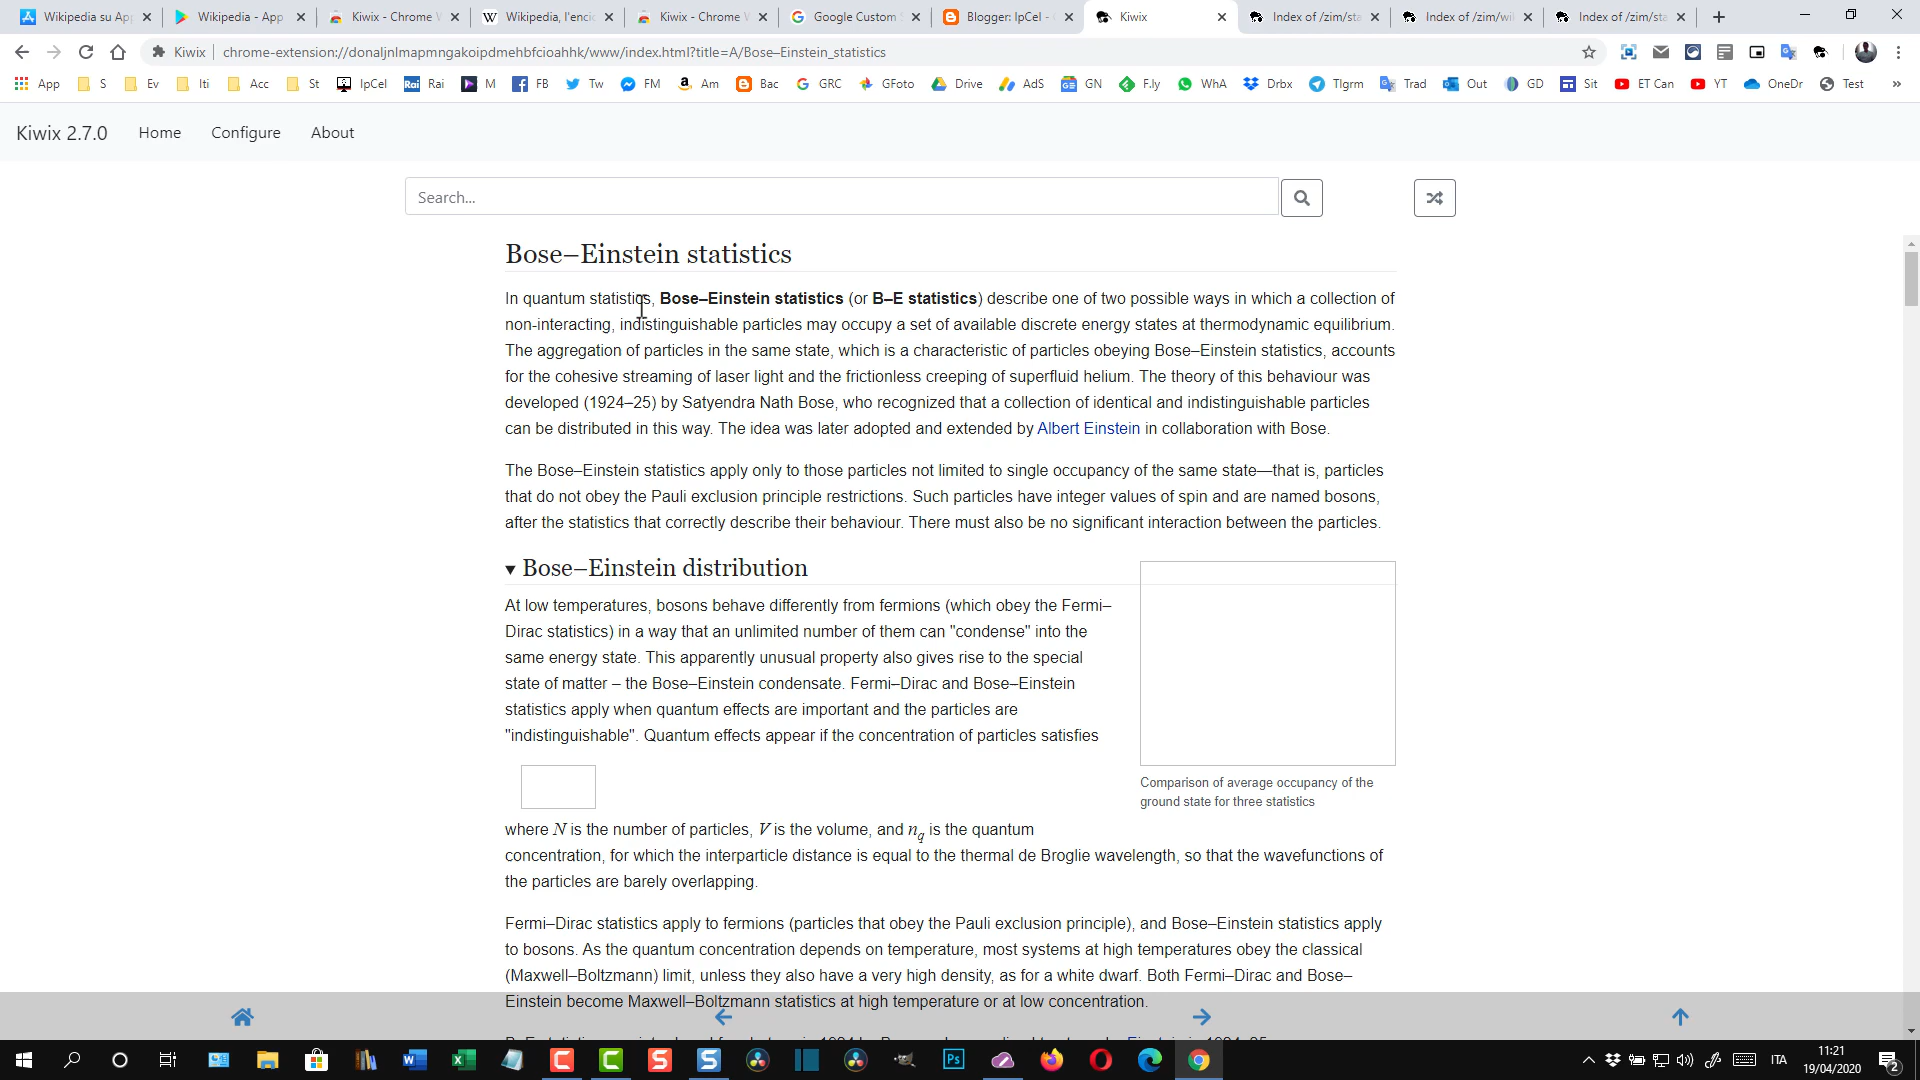 Wikipedia su Ap
Wikipedia - App
Kiwix - Chrome W
Wikipedia, l'enci
Kiwix - Chrome W
Google Custom S
Blogger: IpCel -
Kiwix
Index of /zim/sta
Index of /zim/wi
Index of /zim/sta
Kiwix | chrome-extension://donaljnlmapmngakoipdmehbfcioahhk/www/index.html?title=A/Bose–Einstein_statistics
App S Ev Iti Acc St IpCel Rai Rai M FB Tw FM Am Bac GRC GFoto Drive AdS GN F.ly WhA Drbx Tlgrm Trad Out GD Sit ET Can YT OneDr Test »
Kiwix 2.7.0 Home Configure About
Search...
Bose–Einstein statistics
In quantum statistics, Bose–Einstein statistics (or B–E statistics) describe one of two possible ways in which a collection of
non-interacting, indistinguishable particles may occupy a set of available discrete energy states at thermodynamic equilibrium.
The aggregation of particles in the same state, which is a characteristic of particles obeying Bose–Einstein statistics, accounts
for the cohesive streaming of laser light and the frictionless creeping of superfluid helium. The theory of this behaviour was
developed (1924–25) by Satyendra Nath Bose, who recognized that a collection of identical and indistinguishable particles
can be distributed in this way. The idea was later adopted and extended by Albert Einstein in collaboration with Bose.
The Bose–Einstein statistics apply only to those particles not limited to single occupancy of the same state—that is, particles
that do not obey the Pauli exclusion principle restrictions. Such particles have integer values of spin and are named bosons,
after the statistics that correctly describe their behaviour. There must also be no significant interaction between the particles.
Bose–Einstein distribution
At low temperatures, bosons behave differently from fermions (which obey the Fermi–
Dirac statistics) in a way that an unlimited number of them can "condense" into the
same energy state. This apparently unusual property also gives rise to the special
state of matter – the Bose–Einstein condensate. Fermi–Dirac and Bose–Einstein
statistics apply when quantum effects are important and the particles are
"indistinguishable". Quantum effects appear if the concentration of particles satisfies
Comparison of average occupancy of the
ground state for three statistics
where N is the number of particles, V is the volume, and nq is the quantum
concentration, for which the interparticle distance is equal to the thermal de Broglie wavelength, so that the wavefunctions of
the particles are barely overlapping.
Fermi–Dirac statistics apply to fermions (particles that obey the Pauli exclusion principle), and Bose–Einstein statistics apply
to bosons. As the quantum concentration depends on temperature, most systems at high temperatures obey the classical
(Maxwell–Boltzmann) limit, unless they also have a very high density, as for a white dwarf. Both Fermi–Dirac and Bose–
Einstein become Maxwell–Boltzmann statistics at high temperature or at low concentration.
ITA
11:21
19/04/2020
2